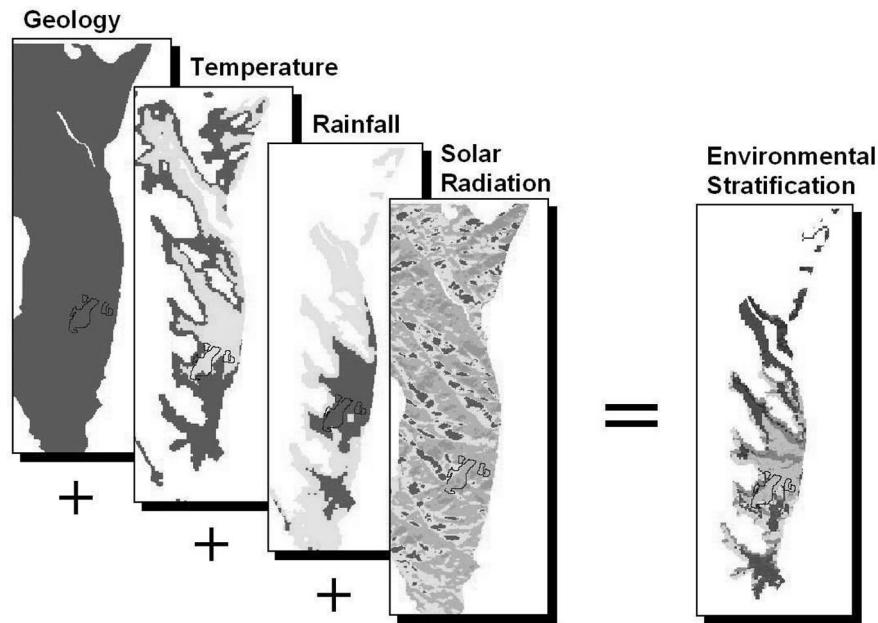 Geology
Temperature
Rainfall
Solar
Radiation
Environmental
Stratification
+
+
+
=